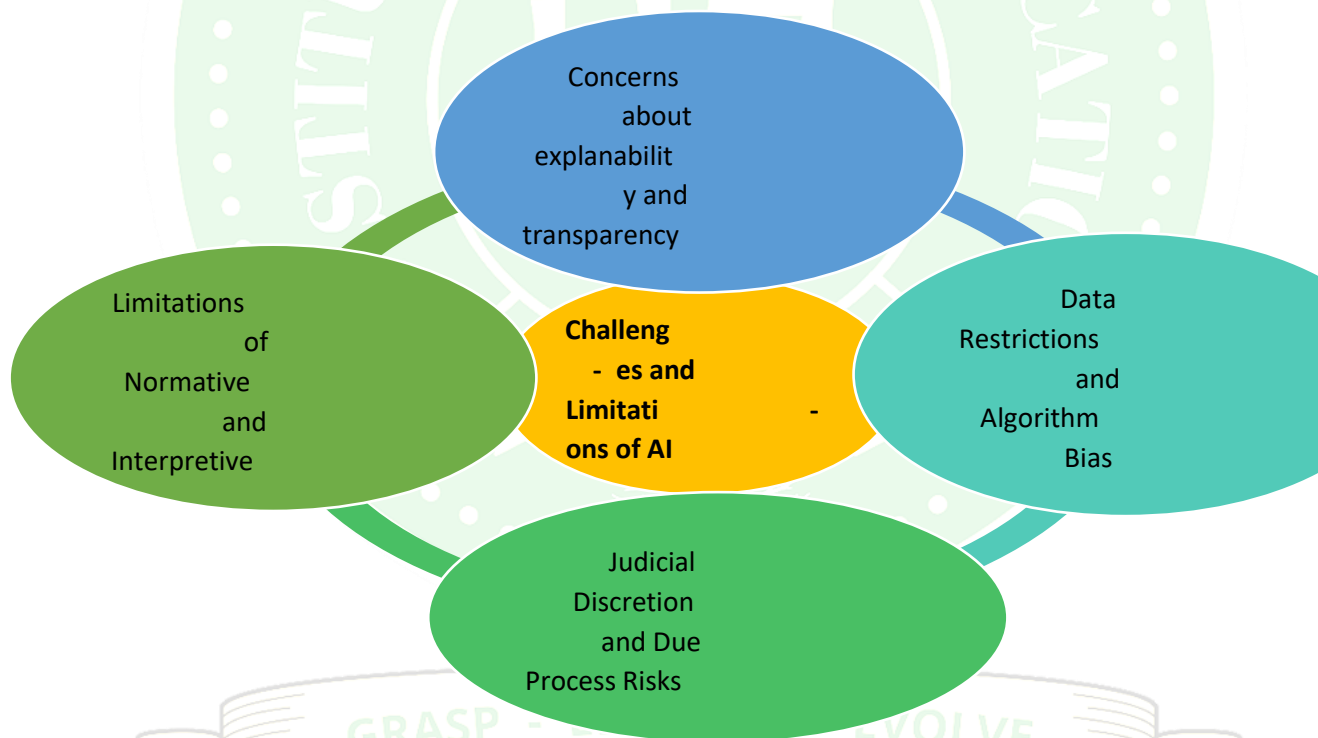 Concerns
about
explanabilit
y and
transparency
Limitations
of
Normative
and
Interpretive
Challeng
- es and
Limitati -
ons of AI
Data
Restrictions
and
Algorithm
Bias
Judicial
Discretion
and Due
Process Risks
GRASP - E EVOLVE